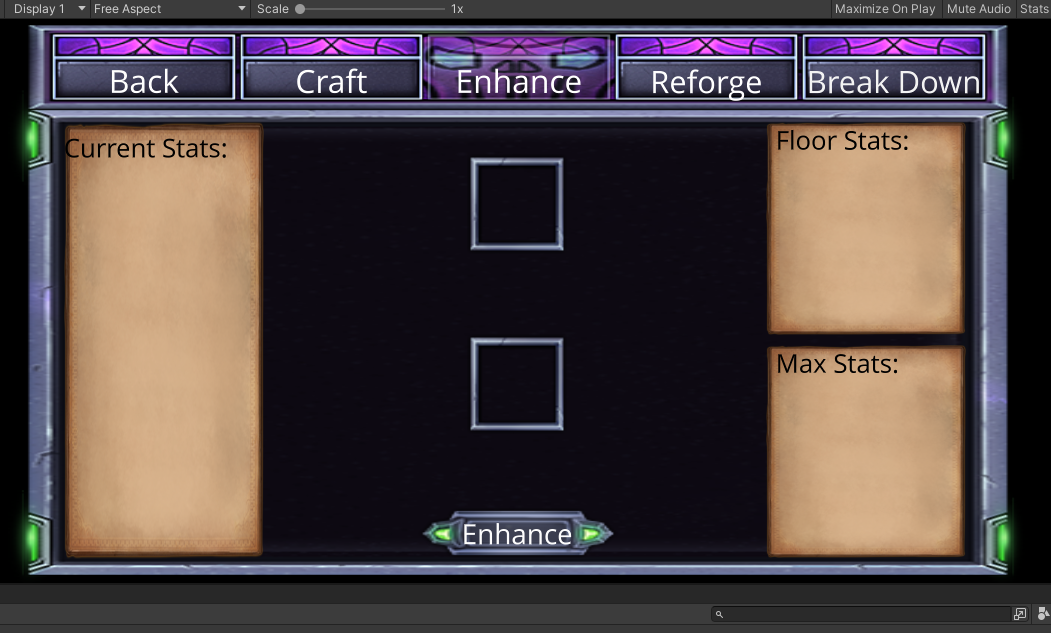 Display 1 Free Aspect Scale 1x Maximize On Play Mute Audio Stats
Back Craft Enhance Reforge Break Down
Current Stats:
Floor Stats:
Max Stats:
Enhance